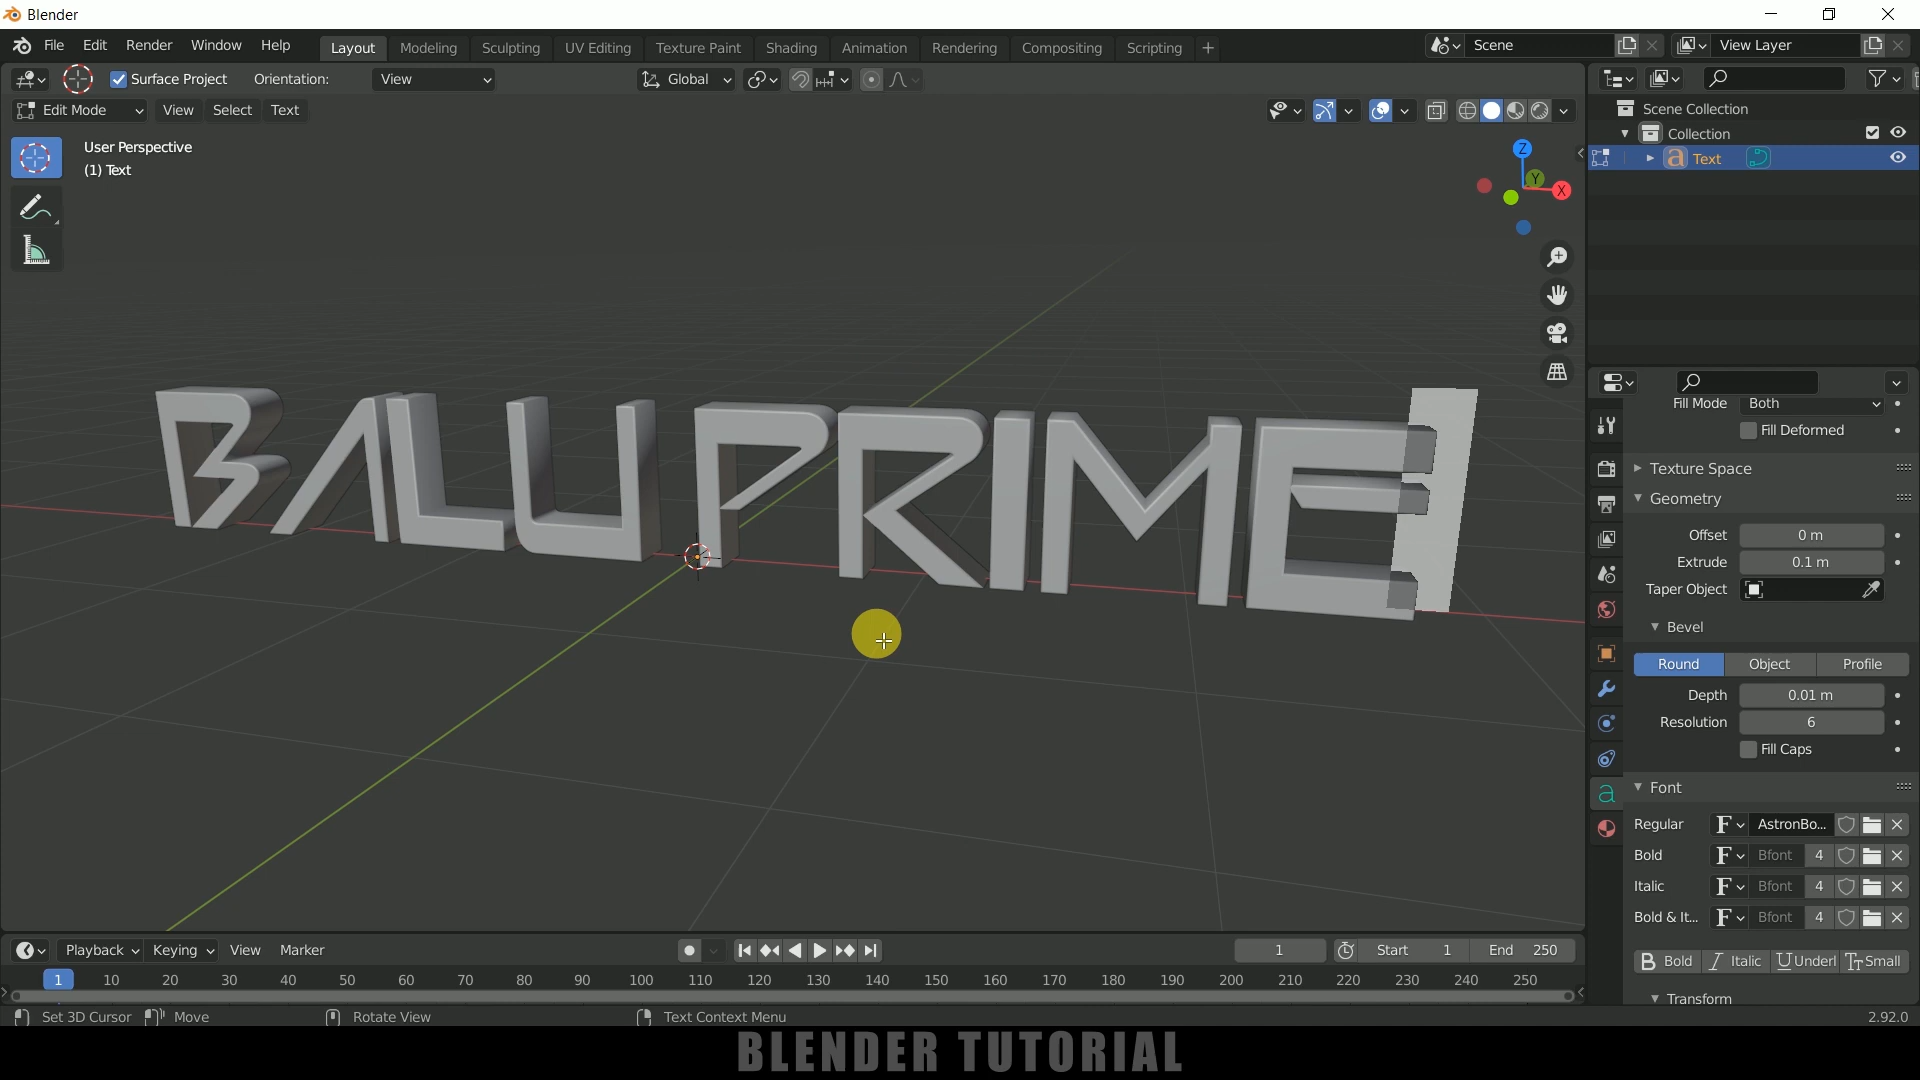 Blender
File Edit Render Window Help Layout Modeling Sculpting UV Editing Texture Paint Shading Animation Rendering Compositing Scripting + Scene View Layer
Surface Project Orientation: View Global
Edit Mode View Select Text
User Perspective
(1) Text
Z
Y
X
Scene Collection
Collection
Text
BALU PRIME
Fill Mode Both
Fill Deformed
Texture Space
Geometry
Offset 0 m
Extrude 0.1 m
Taper Object
Bevel
Round Object Profile
Depth 0.01 m
Resolution 6
Fill Caps
Font
Regular F AstronBo...
Bold F Bfont 4
Italic F Bfont 4
Bold & It... F Bfont 4
B Bold I Italic U Underl Tt Small
Transform
Playback Keying View Marker 1 Start 1 End 250
1 10 20 30 40 50 60 70 80 90 100 110 120 130 140 150 160 170 180 190 200 210 220 230 240 250
Set 3D Cursor Move Rotate View Text Context Menu 2.92.0
BLENDER TUTORIAL